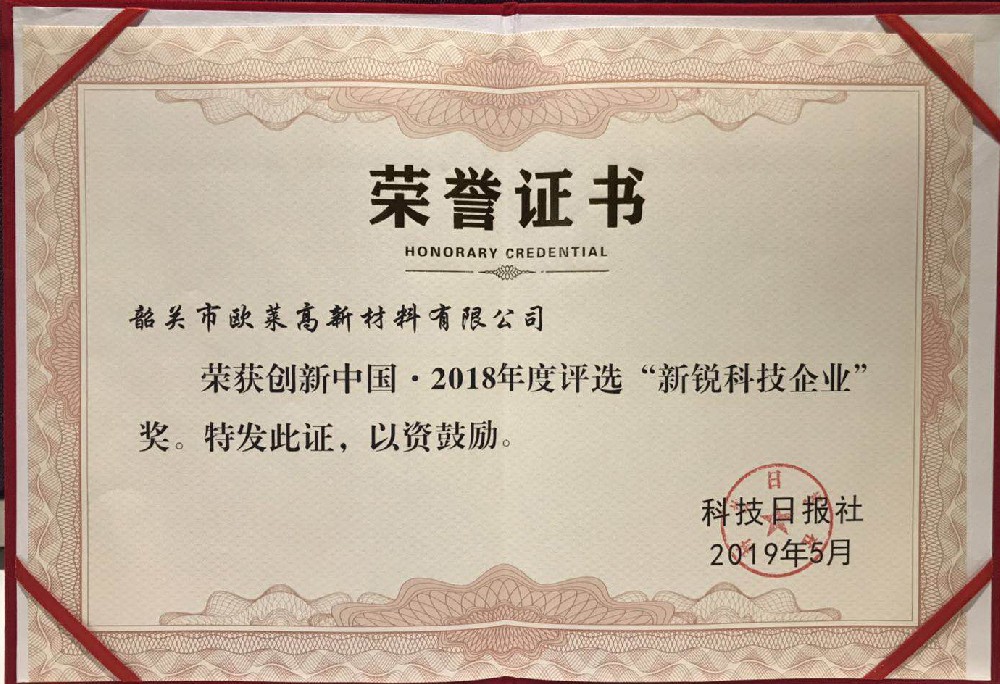 荣誉证书
HONORARY CREDENTIAL
韶关市欧莱高新材料有限公司
荣获创新中国·2018年度评选“新锐科技企业”
奖。特发此证，以资鼓励。
科技日报社
2019年5月